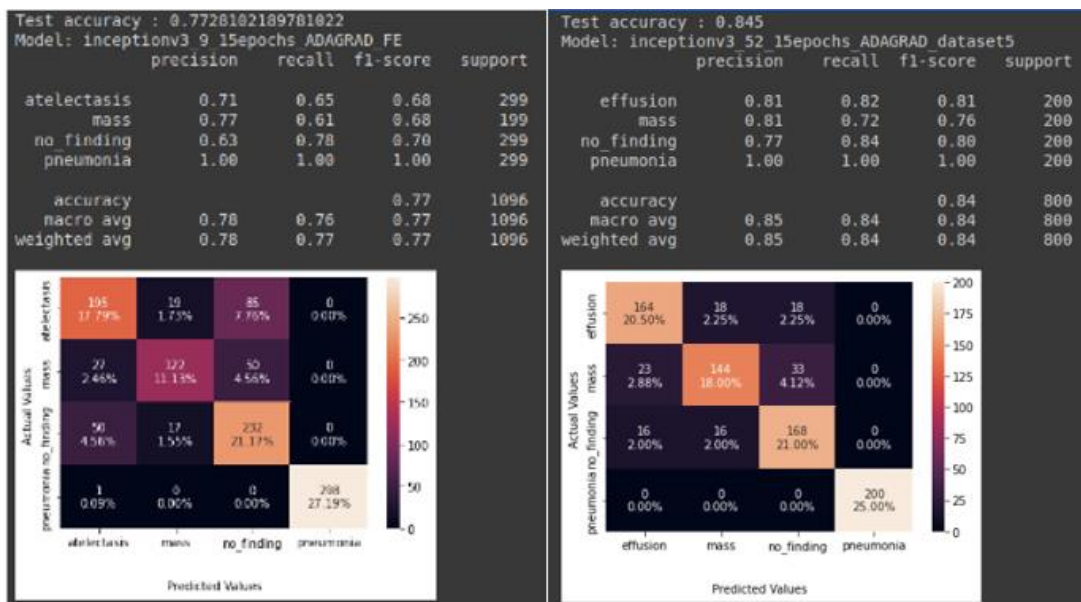 Test accuracy : 0.7728102189781022
Model: inceptionv3_9_15epochs_ADAGRAD_FE
precision recall f1-score support
atelectasis 0.71 0.65 0.68 299
mass 0.77 0.61 0.68 199
no_finding 0.63 0.78 0.70 299
pneumonia 1.00 1.00 1.00 299
accuracy 0.77 1096
macro avg 0.78 0.76 0.77 1096
weighted avg 0.78 0.77 0.77 1096
Actual Values
atelectasis
mass
no_finding
pneumonia
195 19 85 0
17.79% 1.73% 7.76% 0.00%
27 122 50 0
2.46% 11.13% 4.56% 0.00%
50 17 232 0
4.56% 1.55% 21.17% 0.00%
1 0 0 298
0.09% 0.00% 0.00% 27.19%
atelectasis mass no_finding pneumonia
Predicted Values
250
200
150
100
50
0
Test accuracy : 0.845
Model: inceptionv3_52_15epochs_ADAGRAD_dataset5
precision recall f1-score support
effusion 0.81 0.82 0.81 200
mass 0.81 0.72 0.76 200
no_finding 0.77 0.84 0.80 200
pneumonia 1.00 1.00 1.00 200
accuracy 0.84 800
macro avg 0.85 0.84 0.84 800
weighted avg 0.85 0.84 0.84 800
Actual Values
effusion
mass
no_finding
pneumonia
164 18 18 0
20.50% 2.25% 2.25% 0.00%
23 144 33 0
2.88% 18.00% 4.12% 0.00%
16 16 168 0
2.00% 2.00% 21.00% 0.00%
0 0 0 200
0.00% 0.00% 0.00% 25.00%
effusion mass no_finding pneumonia
Predicted Values
200
175
150
125
100
75
50
25
0